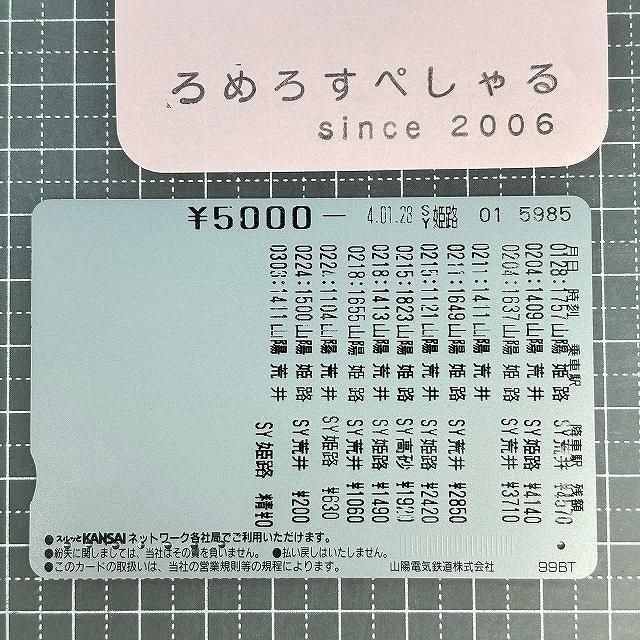 ろめろすぺしゃる
since 2006
¥5000― 4.01.28 SY姫路 01 5985
月日 時刻 乗車駅 降車駅 残額
0128:1757山陽 姫路 SY荒井 ¥4570
0204:1409山陽 荒井 SY姫路 ¥4140
0204:1637山陽 姫路 SY荒井 ¥3710
0211:1411山陽 荒井
0211:1649山陽 姫路 SY荒井 ¥2850
0215:1121山陽 荒井 SY姫路 ¥2420
0215:1823山陽 姫路 SY高砂 ¥1920
0218:1413山陽 荒井 SY姫路 ¥1490
0218:1655山陽 姫路 SY荒井 ¥1060
0224:1104山陽 荒井 SY姫路 ¥630
0224:1500山陽 姫路 SY荒井 ¥200
0303:1411山陽 荒井 SY姫路 精¥0
●スルッとKANSAI ネットワーク各社局でご利用いただけます。
●紛失に関しましては、当社はその責を負いません。 ●払い戻しはいたしません。
●このカードの取扱いは、当社の営業規則等の規程によります。 山陽電気鉄道株式会社 99BT